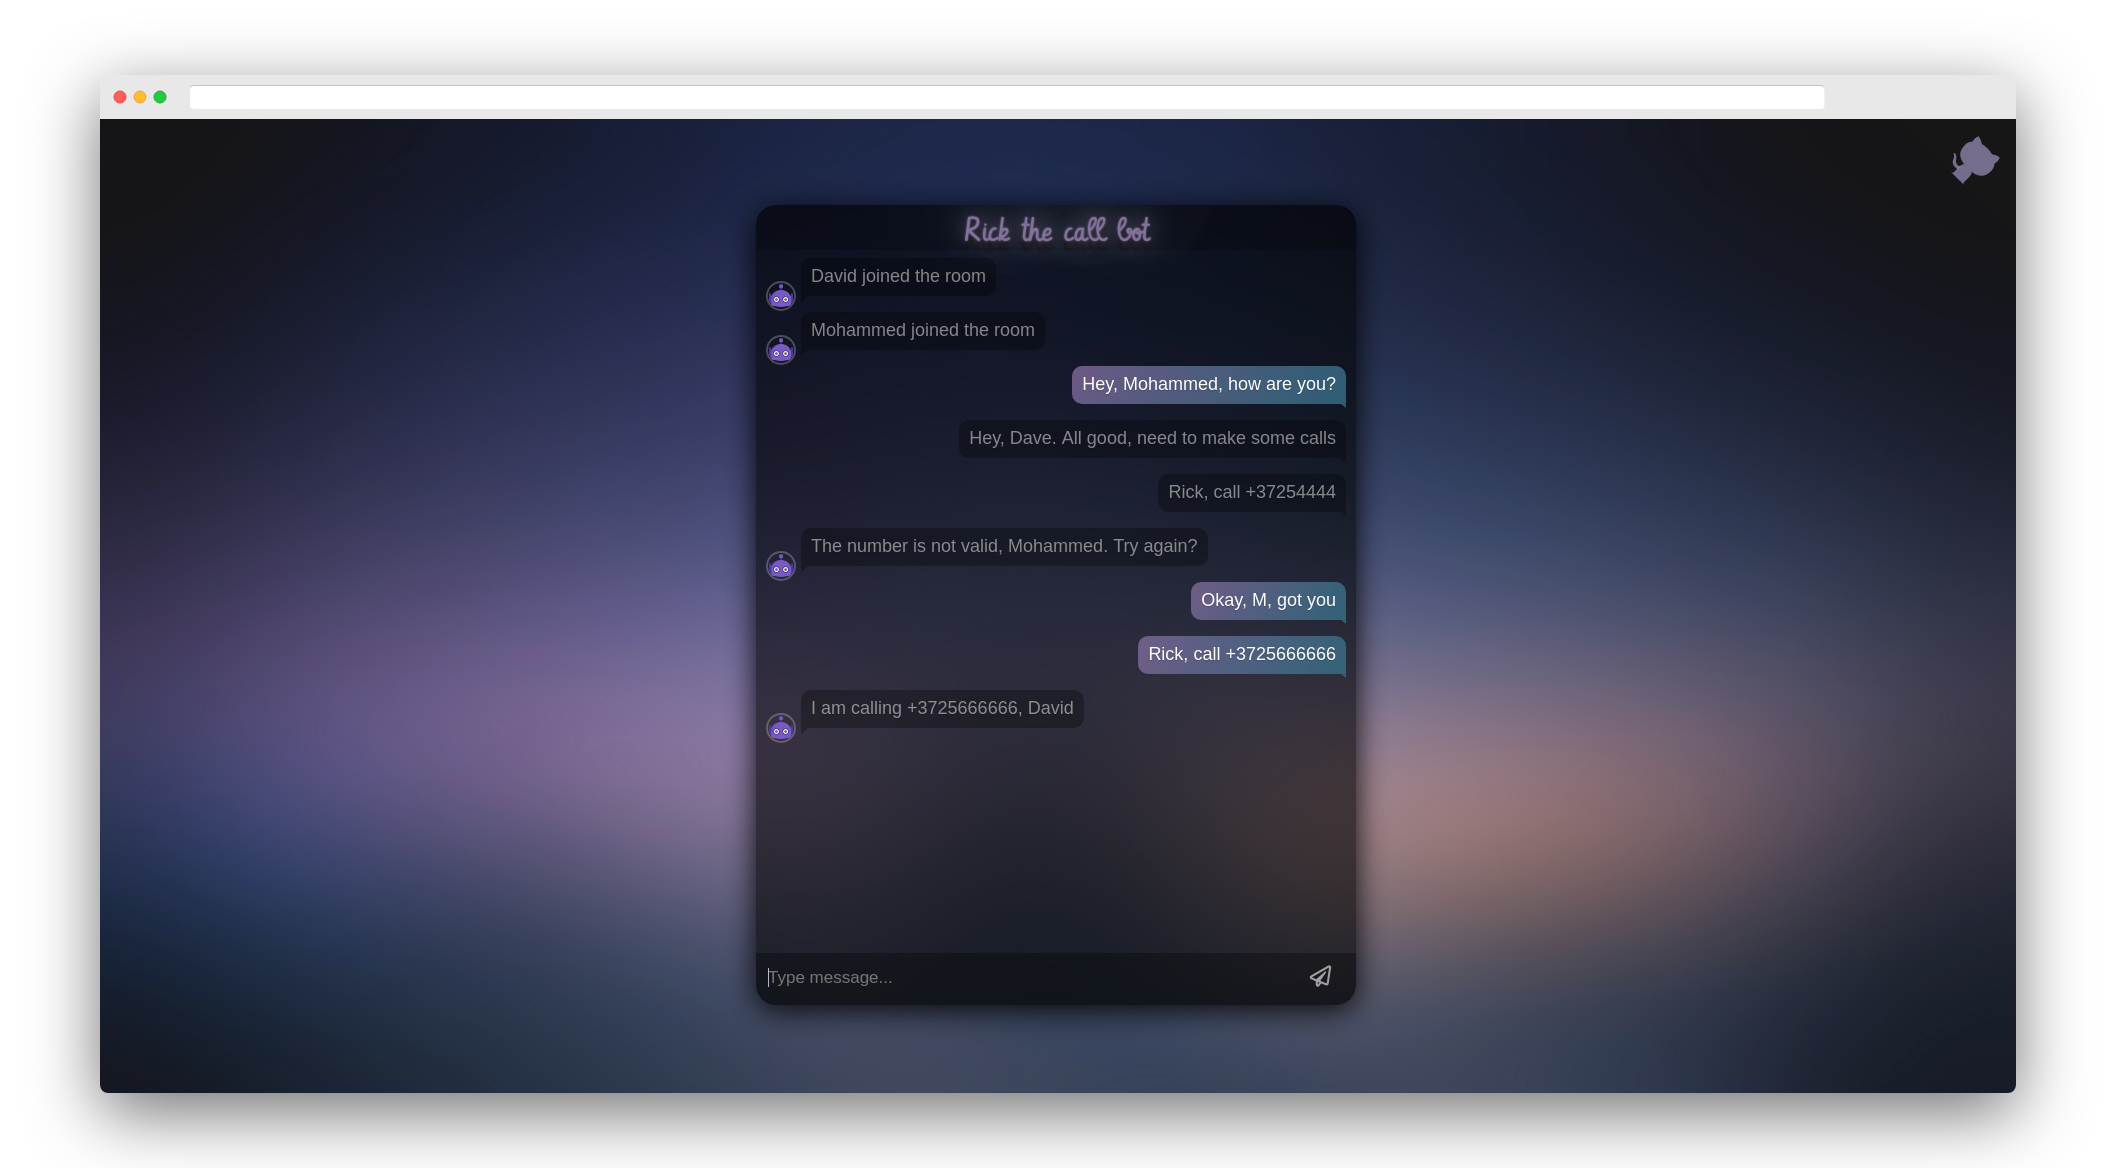 Rick the call bot
David joined the room
Mohammed joined the room
Hey, Mohammed, how are you?
Hey, Dave. All good, need to make some calls
Rick, call +37254444
The number is not valid, Mohammed. Try again?
Okay, M, got you
Rick, call +3725666666
I am calling +3725666666, David
Type message...